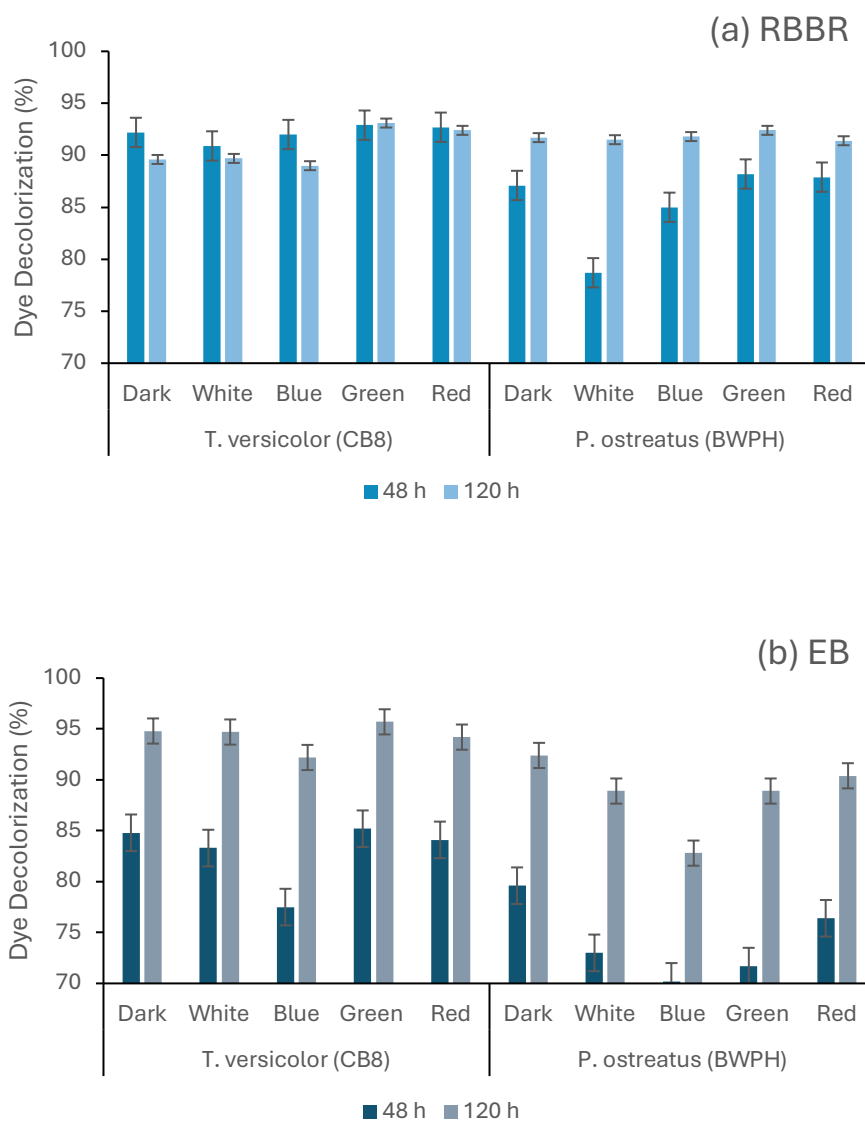 (a) RBBR
Dye Decolorization (%)
100
95
90
85
80
75
70
Dark White Blue Green Red Dark White Blue Green Red
T. versicolor (CB8) P. ostreatus (BWPH)
48 h 120 h
(b) EB
Dye Decolorization (%)
100
95
90
85
80
75
70
Dark White Blue Green Red Dark White Blue Green Red
T. versicolor (CB8) P. ostreatus (BWPH)
48 h 120 h